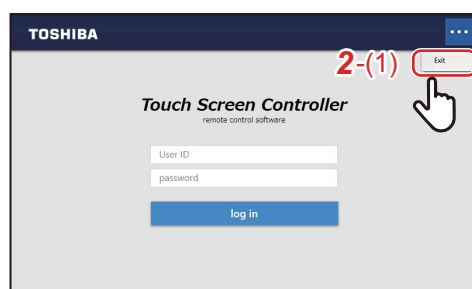 TOSHIBA
...
2-(1)
Exit
Touch Screen Controller
remote control software
User ID
password
log in